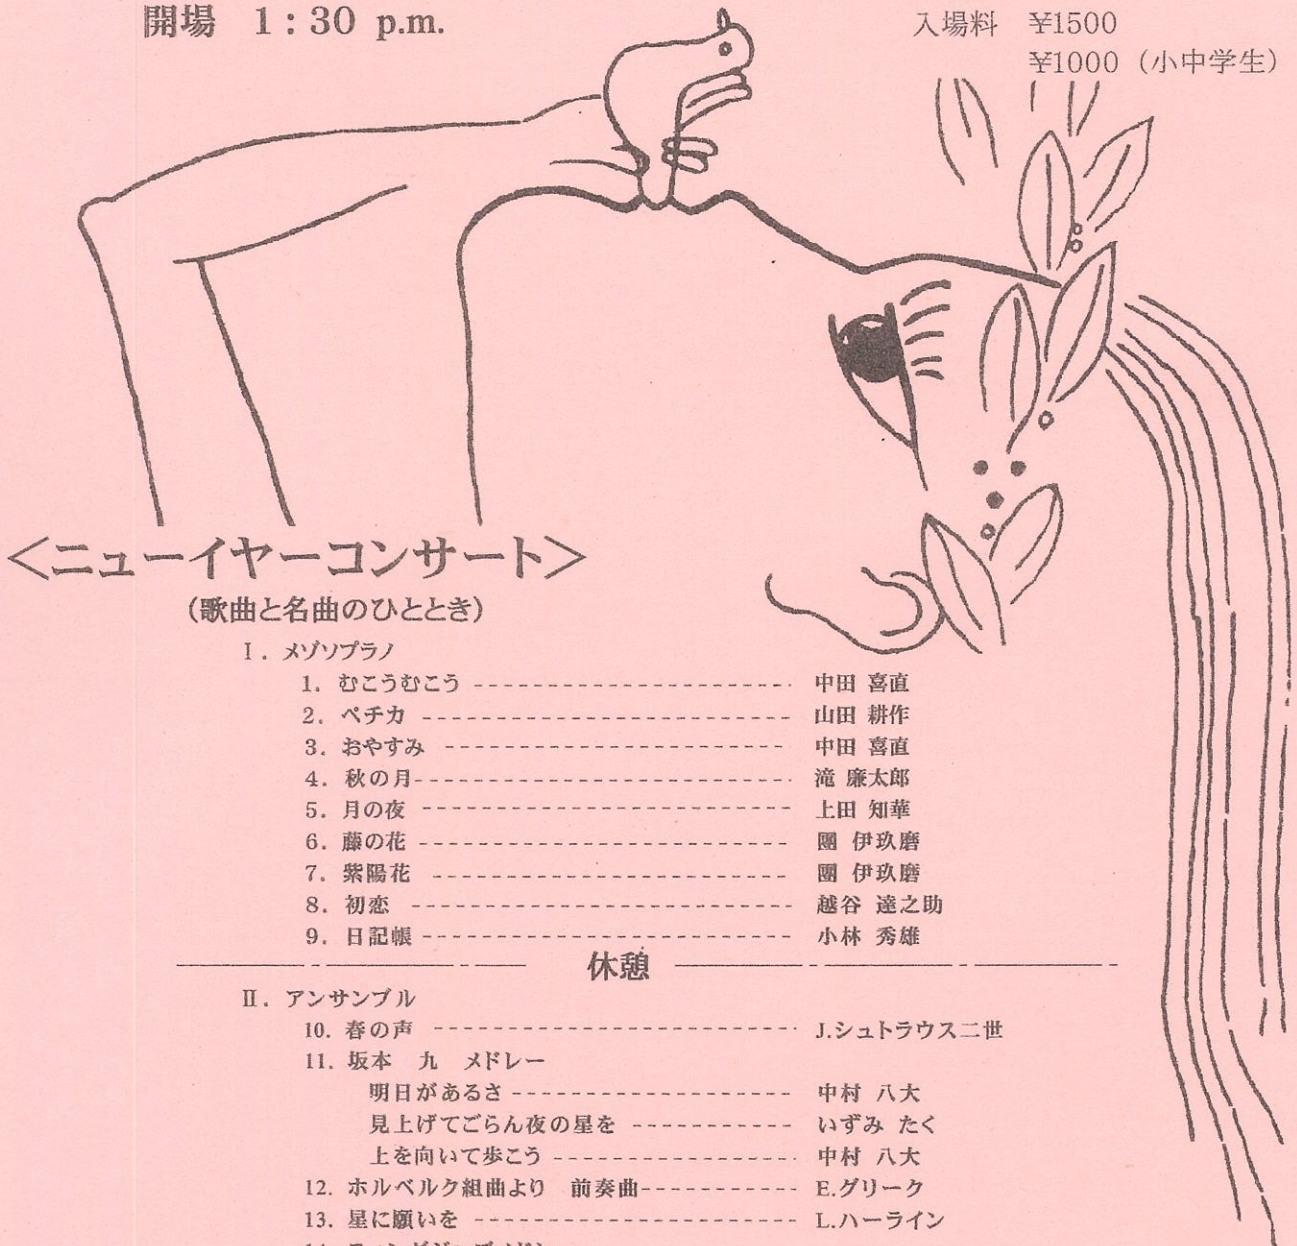 開場　1：30 p.m.
入場料　¥1500
¥1000（小中学生）
＜ニューイヤーコンサート＞
（歌曲と名曲のひととき）
Ⅰ．メゾソプラノ
1．むこうむこう ---------------------------- 中田 喜直
2．ペチカ -------------------------------- 山田 耕作
3．おやすみ ------------------------------ 中田 喜直
4．秋の月-------------------------------- 滝 廉太郎
5．月の夜 -------------------------------- 上田 知華
6．藤の花 -------------------------------- 團 伊玖磨
7．紫陽花 ------------------------------- 團 伊玖磨
8．初恋 --------------------------------- 越谷 達之助
9．日記帳 -------------------------------- 小林 秀雄
休憩
Ⅱ．アンサンブル
10．春の声 -------------------------------- J.シュトラウス二世
11．坂本　九　メドレー
明日があるさ ------------------------- 中村 八大
見上げてごらん夜の星を -------------- いずみ たく
上を向いて歩こう --------------------- 中村 八大
12．ホルベルク組曲より　前奏曲------------- E.グリーク
13．星に願いを ---------------------------- L.ハーライン